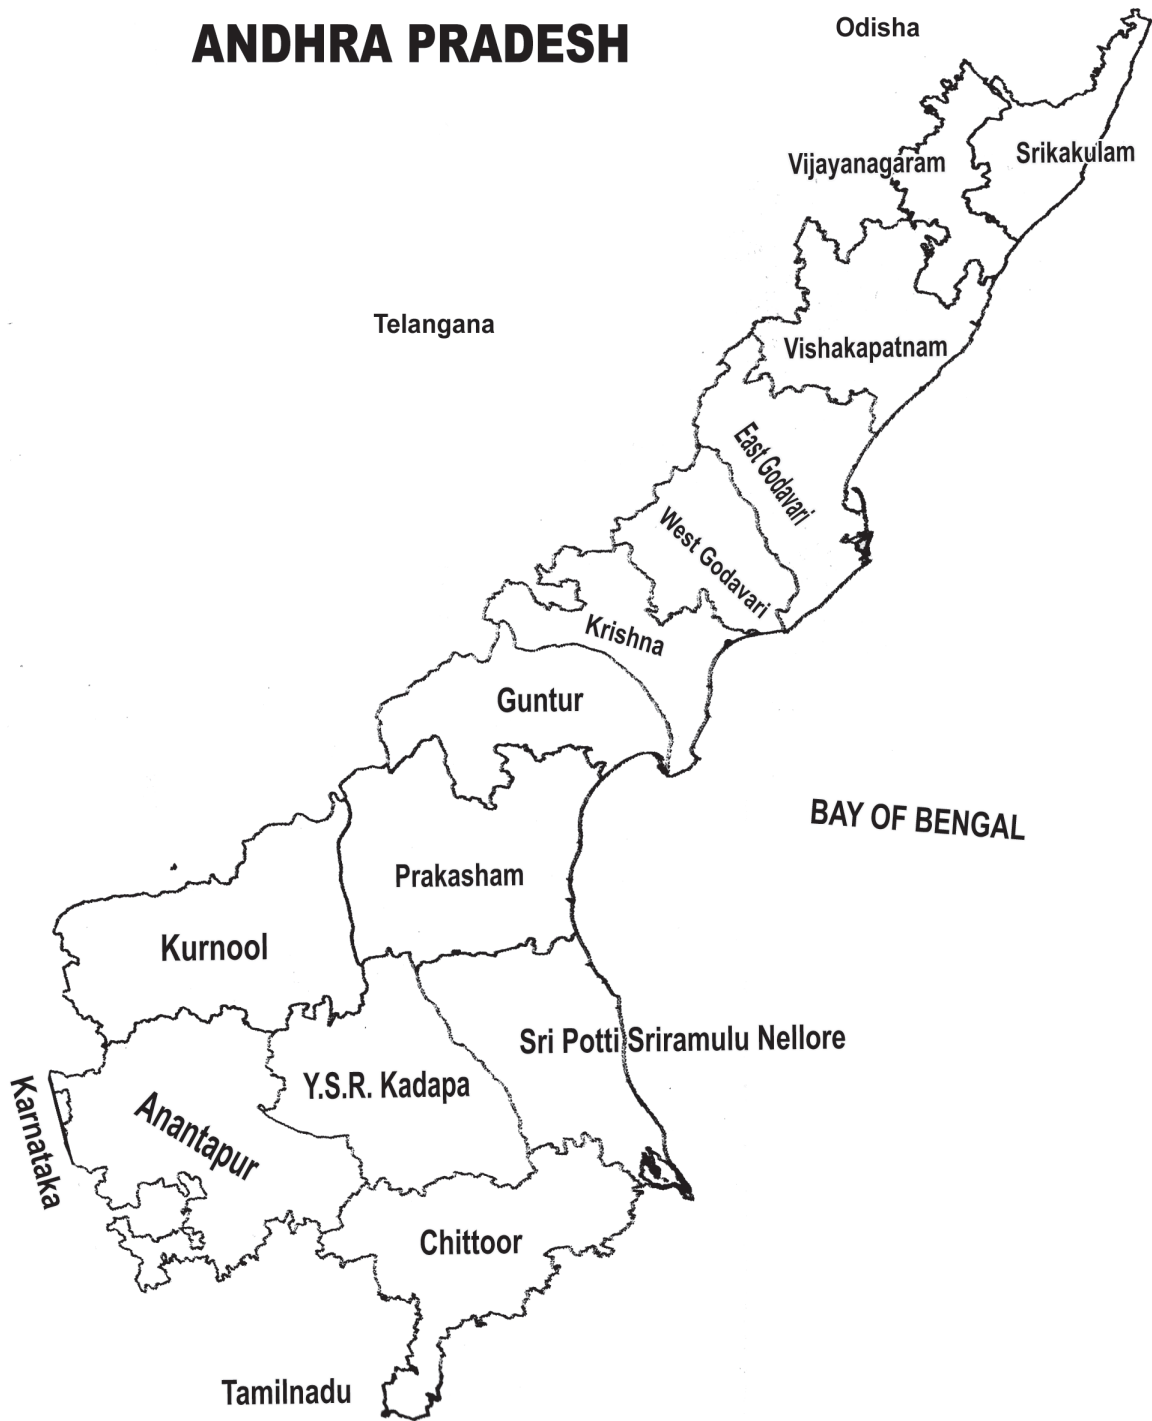 ANDHRA PRADESH
Odisha
Vijayanagaram
Srikakulam
Telangana
Vishakapatnam
East Godavari
West Godavari
Krishna
Guntur
BAY OF BENGAL
Prakasham
Kurnool
Sri Potti Sriramulu Nellore
Y.S.R. Kadapa
Anantapur
Karnataka
Chittoor
Tamilnadu